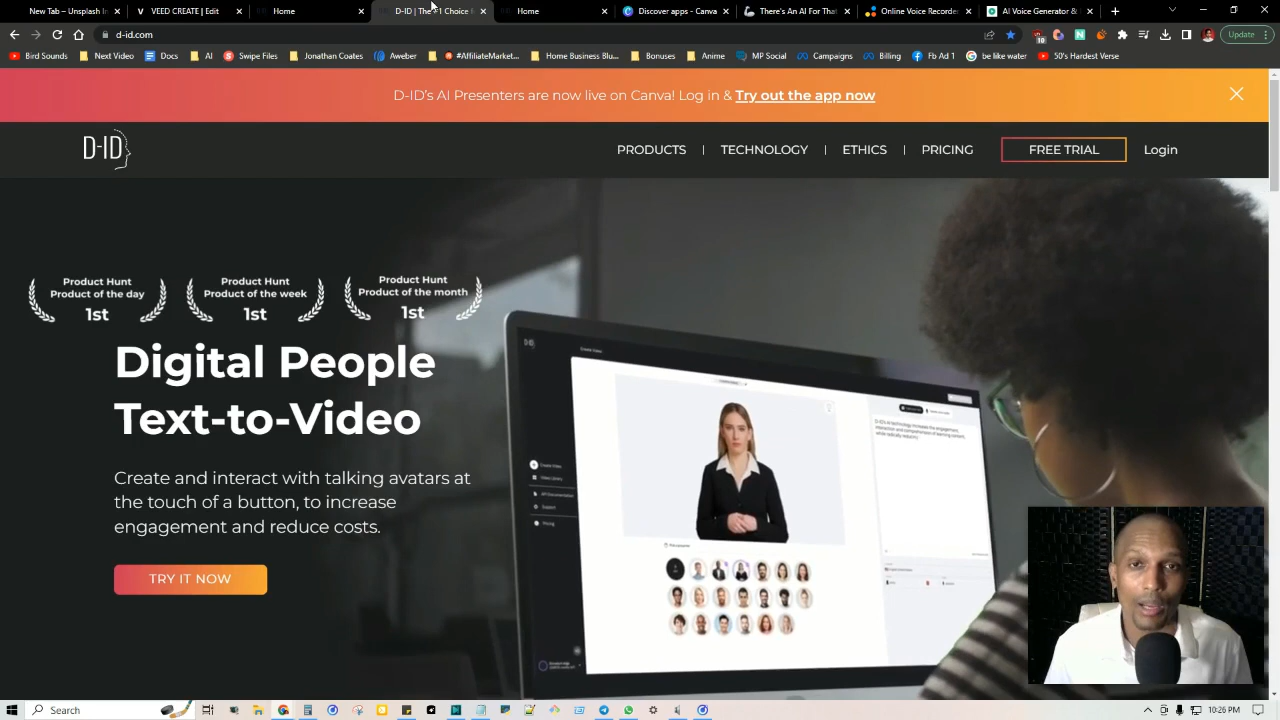 New Tab – Unsplash In
VEED CREATE | Edit
Home
D-ID | The #1 Choice f
Home
Discover apps - Canva
There's An AI For That
Online Voice Recorder
AI Voice Generator &
d-id.com
10
Update
Bird Sounds
Next Video
Docs
AI
Swipe Files
Jonathan Coates
Aweber
#AffiliateMarket...
Home Business Blu...
Bonuses
Anime
MP Social
Campaigns
Billing
Fb Ad 1
be like water
50's Hardest Verse
D-ID's AI Presenters are now live on Canva! Log in & Try out the app now
D-ID
PRODUCTS | TECHNOLOGY | ETHICS | PRICING
FREE TRIAL
Login
Product Hunt
Product of the day
1st
Product Hunt
Product of the week
1st
Product Hunt
Product of the month
1st
Digital People
Text-to-Video
Create and interact with talking avatars at
the touch of a button, to increase
engagement and reduce costs.
TRY IT NOW
Search
10:26 PM